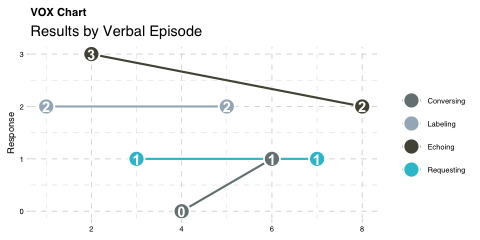 VOX Chart
Results by Verbal Episode
Response
3
2
1
0
3
2
2
2
1
1
1
0
2
4
6
8
Conversing
Labeling
Echoing
Requesting